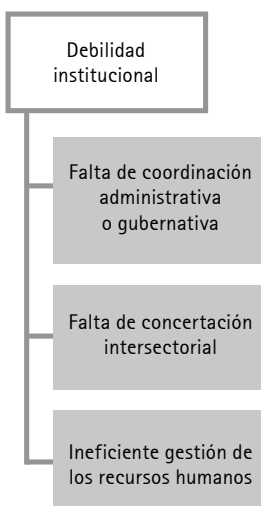 Debilidad
institucional
Falta de coordinación
administrativa
o gubernativa
Falta de concertación
intersectorial
Ineficiente gestión de
los recursos humanos